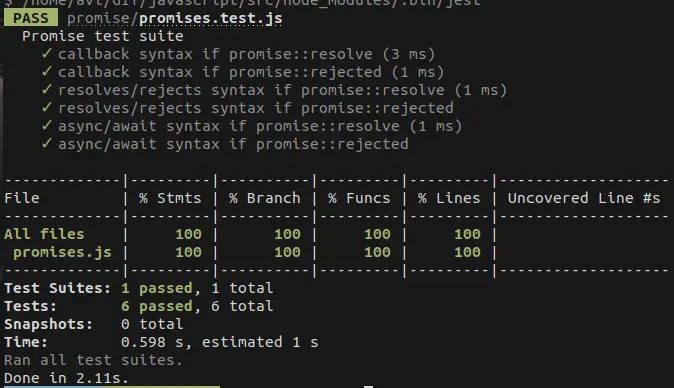 $ /home/avi/dif/javascript/src/node_modules/.bin/jest
PASS promise/promises.test.js
Promise test suite
✓ callback syntax if promise::resolve (3 ms)
✓ callback syntax if promise::rejected (1 ms)
✓ resolves/rejects syntax if promise::resolve (1 ms)
✓ resolves/rejects syntax if promise::rejected
✓ async/await syntax if promise::resolve (1 ms)
✓ async/await syntax if promise::rejected
-------------|---------|----------|---------|---------|-------------------
File | % Stmts | % Branch | % Funcs | % Lines | Uncovered Line #s
-------------|---------|----------|---------|---------|-------------------
All files | 100 | 100 | 100 | 100 |
promises.js | 100 | 100 | 100 | 100 |
-------------|---------|----------|---------|---------|-------------------
Test Suites: 1 passed, 1 total
Tests: 6 passed, 6 total
Snapshots: 0 total
Time: 0.598 s, estimated 1 s
Ran all test suites.
Done in 2.11s.